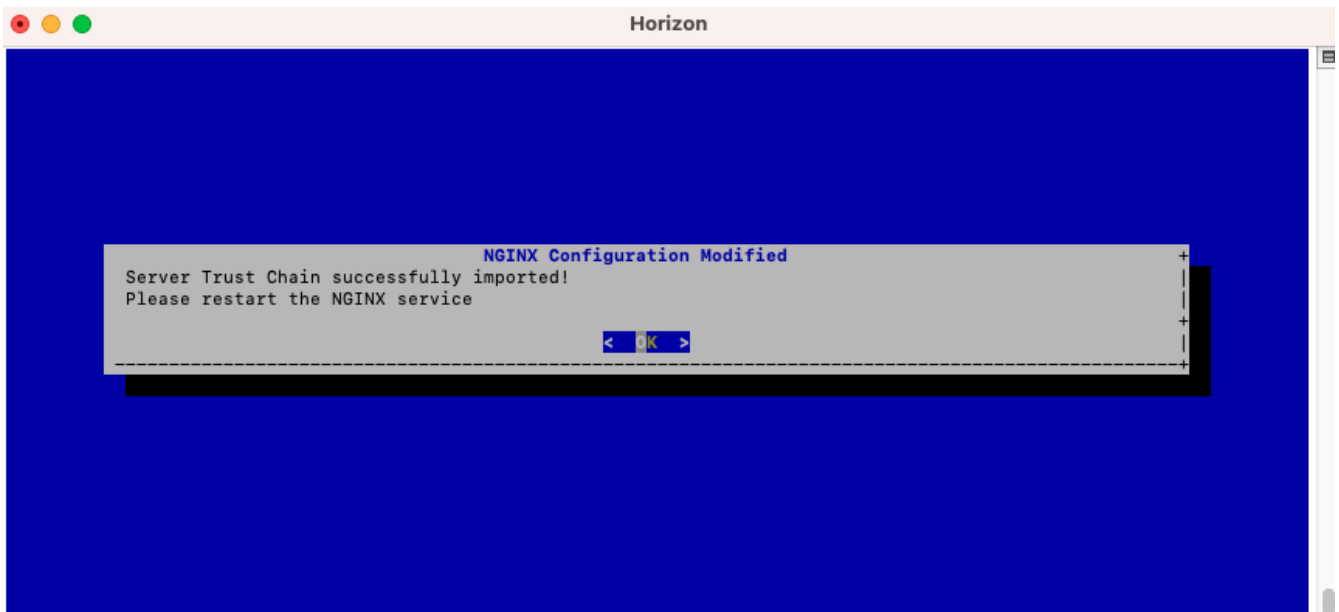 Horizon
NGINX Configuration Modified
Server Trust Chain successfully imported!
Please restart the NGINX service
< OK >